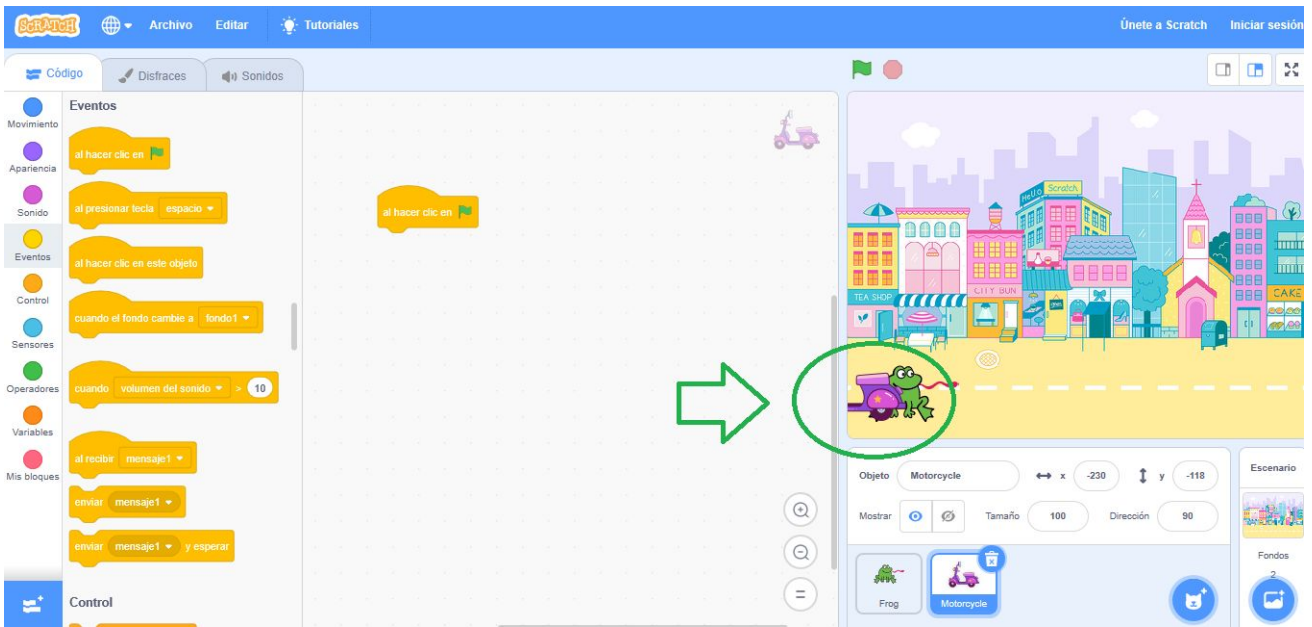 SCRATCH
Archivo
Editar
Tutoriales
Únete a Scratch
Iniciar sesión
Código
Disfraces
Sonidos
Movimiento
Apariencia
Sonido
Eventos
Control
Sensores
Operadores
Variables
Mis bloques
Eventos
al hacer clic en
al presionar tecla espacio
al hacer clic en este objeto
cuando el fondo cambie a fondo1
cuando volumen del sonido > 10
al recibir mensaje1
enviar mensaje1
enviar mensaje1 y esperar
Control
al hacer clic en
=
HeLLO
Scratch
TEA SHOP
CITY BUN
CAKE
Objeto Motorcycle x -230 y -118
Mostrar Tamaño 100 Dirección 90
Frog
Motorcycle
Escenario
Fondos
2